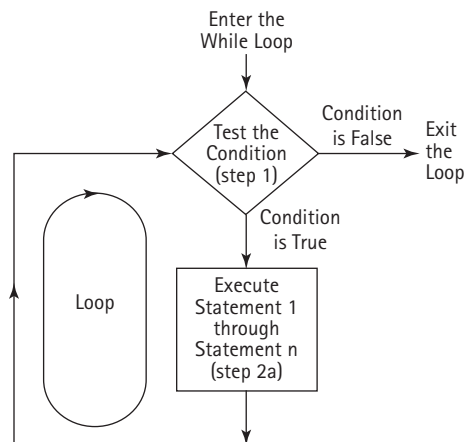 Enter the
While Loop
Test the
Condition
(step 1)
Condition
is False
Exit
the
Loop
Condition
is True
Loop
Execute
Statement 1
through
Statement n
(step 2a)